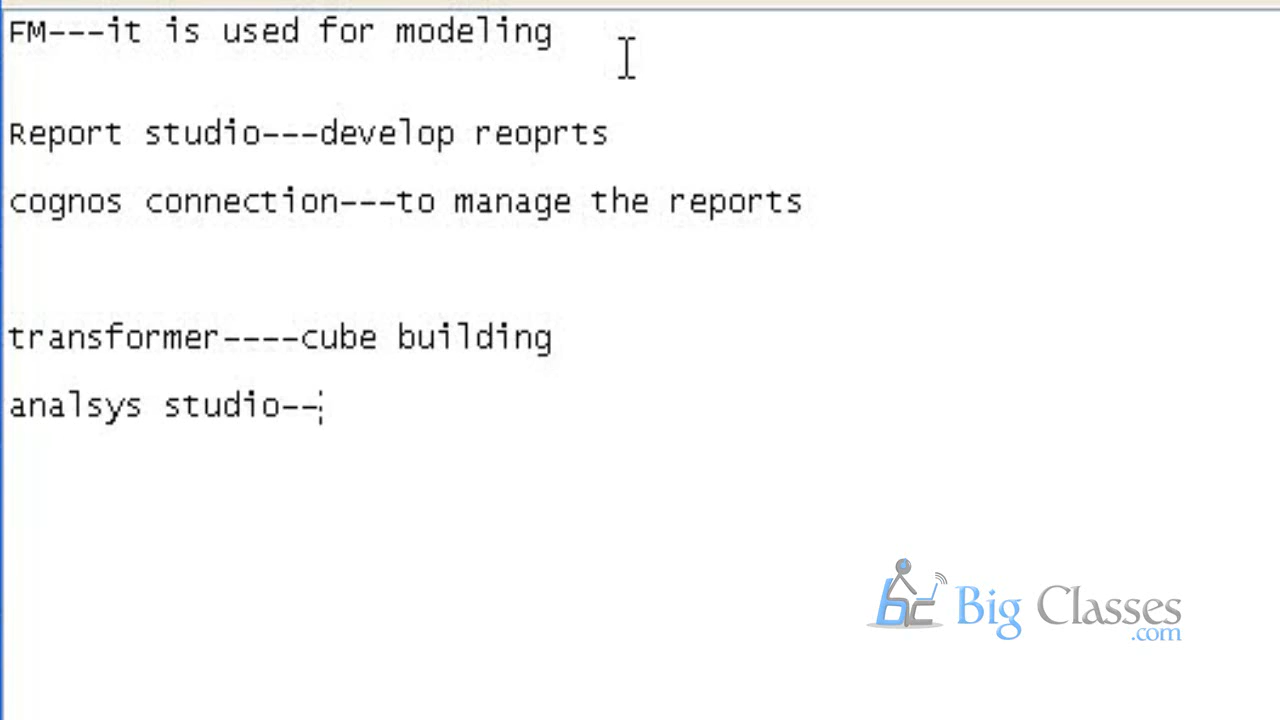 FM---it is used for modeling
Report studio---develop reoprts
cognos connection---to manage the reports
transformer----cube building
analsys studio--
bc Big Classes
.com